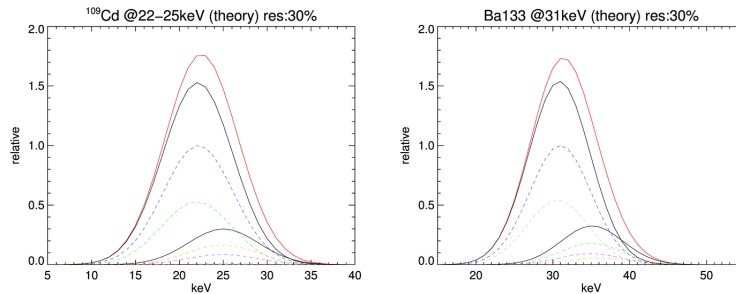 ¹⁰⁹Cd @22−25keV (theory) res:30%
2.0
1.5
1.0
0.5
0.0
relative
5 10 15 20 25 30 35 40
keV
Ba133 @31keV (theory) res:30%
2.0
1.5
1.0
0.5
0.0
relative
20 30 40 50
keV